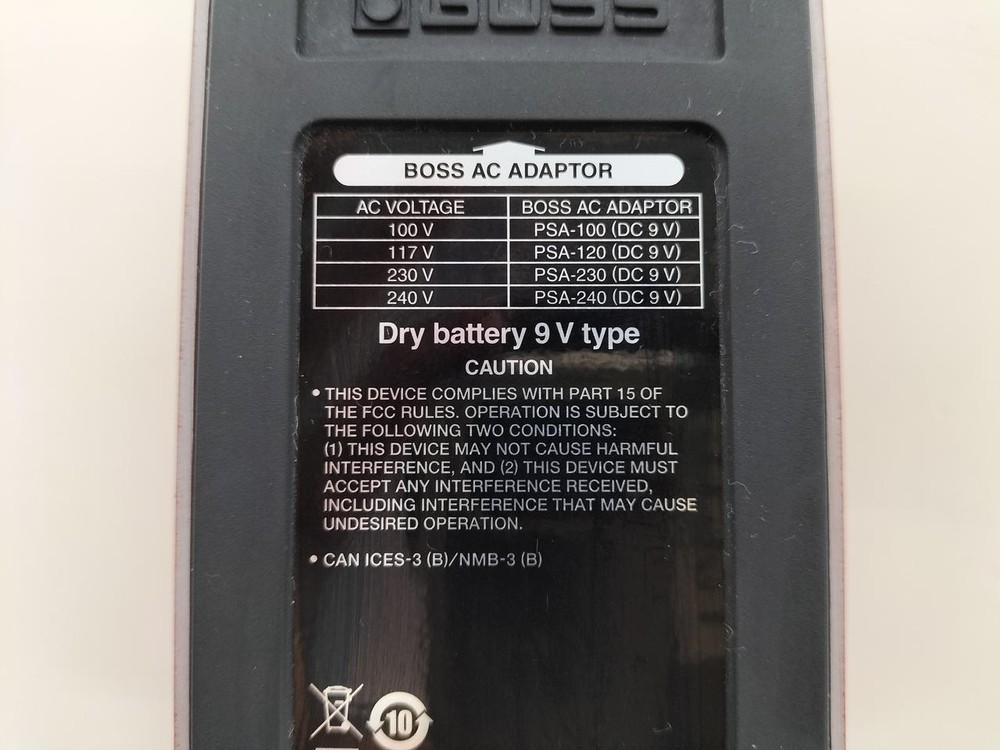 BOSS
BOSS AC ADAPTOR
AC VOLTAGE BOSS AC ADAPTOR
100 V PSA-100 (DC 9 V)
117 V PSA-120 (DC 9 V)
230 V PSA-230 (DC 9 V)
240 V PSA-240 (DC 9 V)
Dry battery 9 V type
CAUTION
• THIS DEVICE COMPLIES WITH PART 15 OF
THE FCC RULES. OPERATION IS SUBJECT TO
THE FOLLOWING TWO CONDITIONS:
(1) THIS DEVICE MAY NOT CAUSE HARMFUL
INTERFERENCE, AND (2) THIS DEVICE MUST
ACCEPT ANY INTERFERENCE RECEIVED,
INCLUDING INTERFERENCE THAT MAY CAUSE
UNDESIRED OPERATION.
• CAN ICES-3 (B)/NMB-3 (B)
10